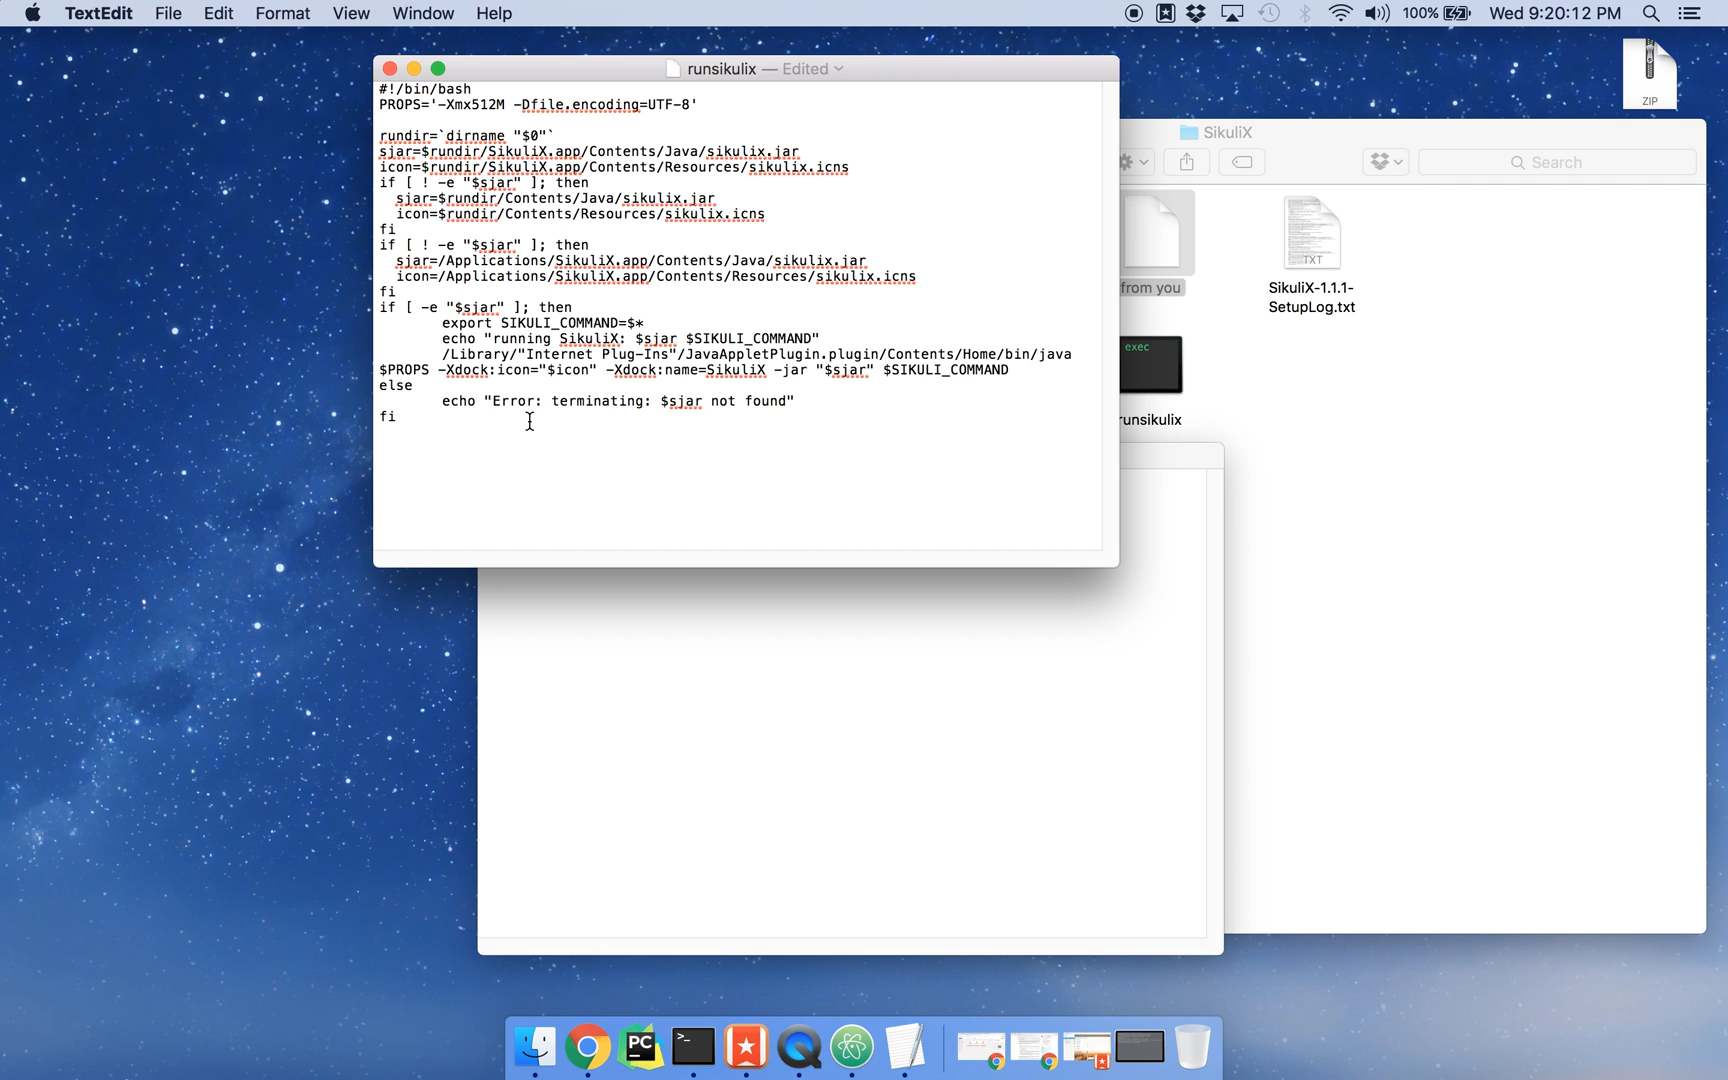 TextEdit File Edit Format View Window Help 100% Wed 9:20:12 PM
ZIP
runsikulix — Edited
#!/bin/bash
PROPS='-Xmx512M -Dfile.encoding=UTF-8'
rundir=`dirname "$0"`
sjar=$rundir/SikuliX.app/Contents/Java/sikulix.jar
icon=$rundir/SikuliX.app/Contents/Resources/sikulix.icns
if [ ! -e "$sjar" ]; then
  sjar=$rundir/Contents/Java/sikulix.jar
  icon=$rundir/Contents/Resources/sikulix.icns
fi
if [ ! -e "$sjar" ]; then
  sjar=/Applications/SikuliX.app/Contents/Java/sikulix.jar
  icon=/Applications/SikuliX.app/Contents/Resources/sikulix.icns
fi
if [ -e "$sjar" ]; then
        export SIKULI_COMMAND=$*
        echo "running SikuliX: $sjar $SIKULI_COMMAND"
        /Library/"Internet Plug-Ins"/JavaAppletPlugin.plugin/Contents/Home/bin/java
$PROPS -Xdock:icon="$icon" -Xdock:name=SikuliX -jar "$sjar" $SIKULI_COMMAND
else
        echo "Error: terminating: $sjar not found"
fi
SikuliX
Search
from you
TXT
SikuliX-1.1.1-
SetupLog.txt
exec
runsikulix
PC
>_